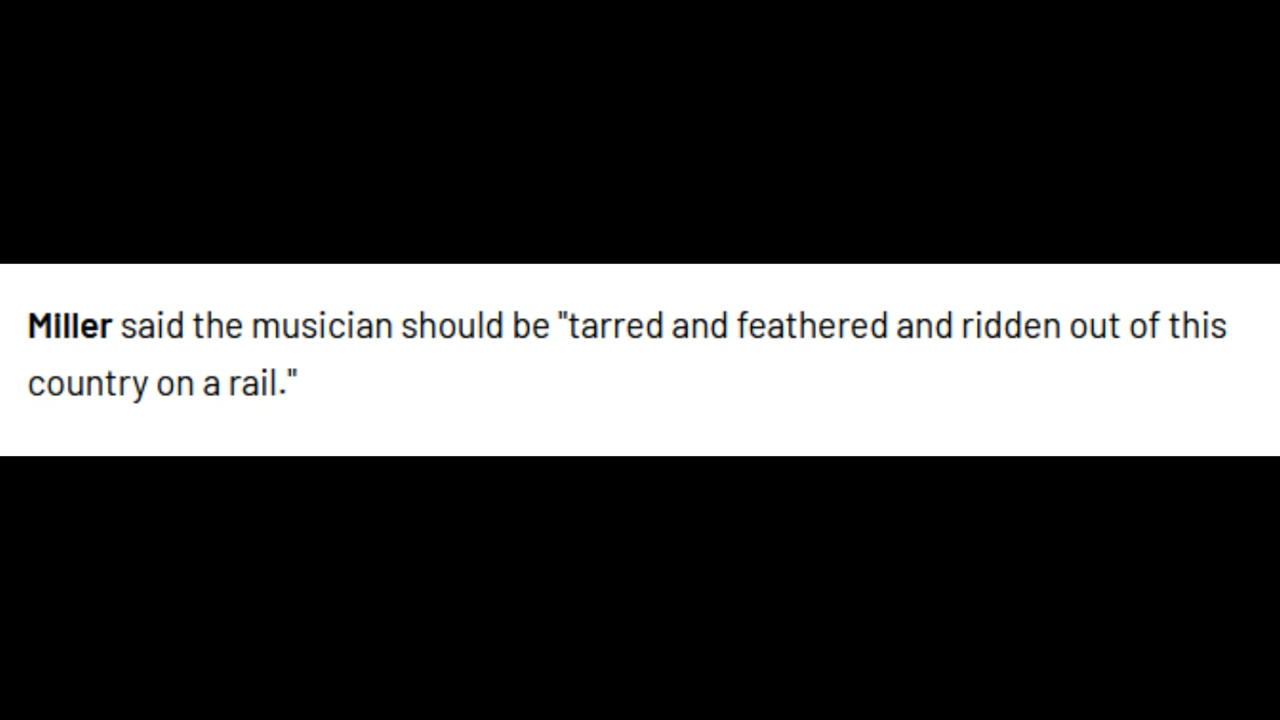 Miller said the musician should be "tarred and feathered and ridden out of this
country on a rail."